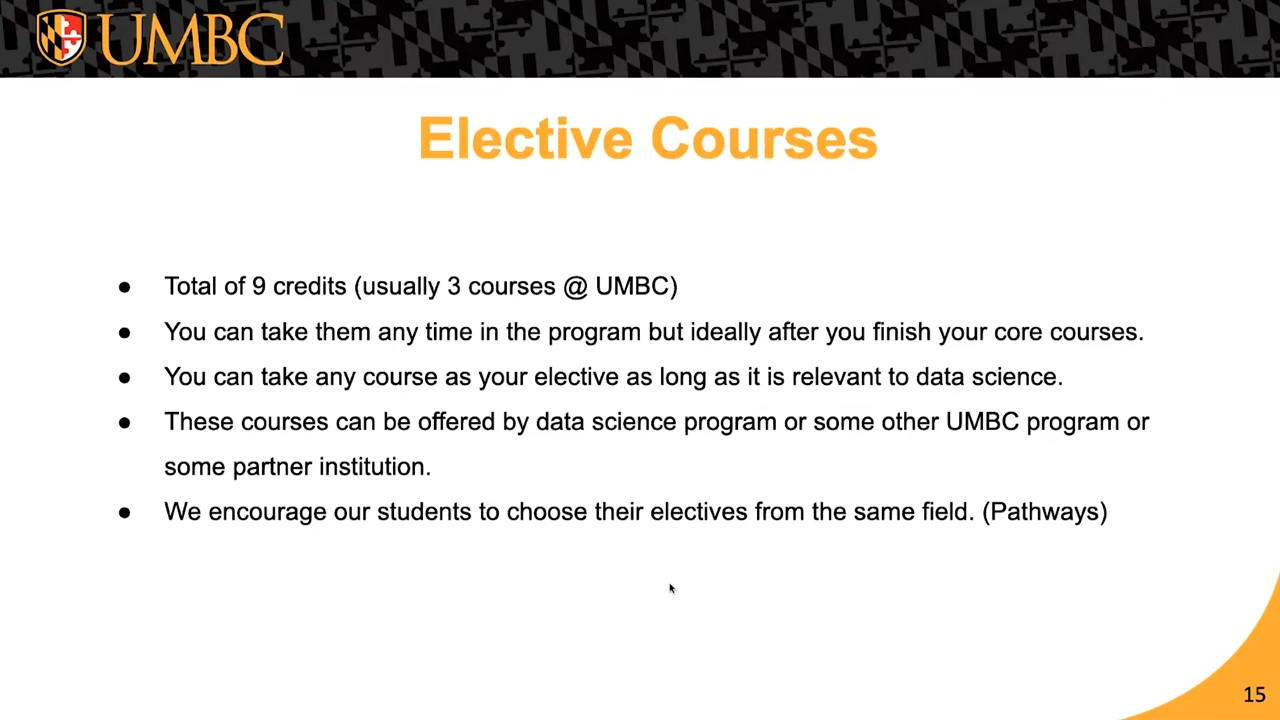 UMBC
Elective Courses
● Total of 9 credits (usually 3 courses @ UMBC)
● You can take them any time in the program but ideally after you finish your core courses.
● You can take any course as your elective as long as it is relevant to data science.
● These courses can be offered by data science program or some other UMBC program or
some partner institution.
● We encourage our students to choose their electives from the same field. (Pathways)
15